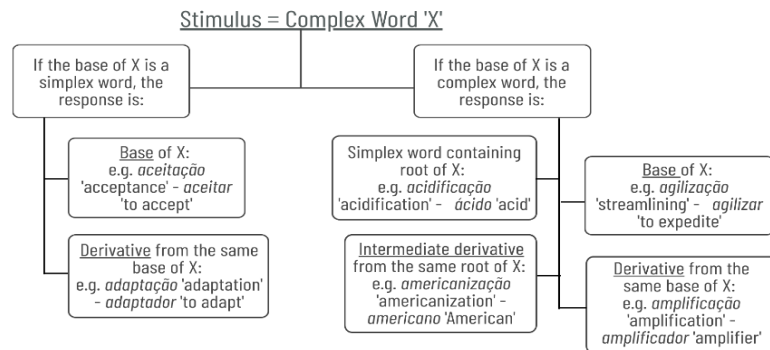 Stimulus = Complex Word 'X'
If the base of X is a
simplex word, the
response is:
If the base of X is a
complex word, the
response is:
Base of X:
e.g. aceitação
'acceptance' - aceitar
'to accept'
Derivative from the same
base of X:
e.g. adaptação 'adaptation'
- adaptador 'to adapt'
Simplex word containing
root of X:
e.g. acidificação
'acidification' - ácido 'acid'
Intermediate derivative
from the same root of X:
e.g. americanização
'americanization' -
americano 'American'
Base of X:
e.g. agilização
'streamlining' - agilizar
'to expedite'
Derivative from the
same base of X:
e.g. amplificação
'amplification' -
amplificador 'amplifier'